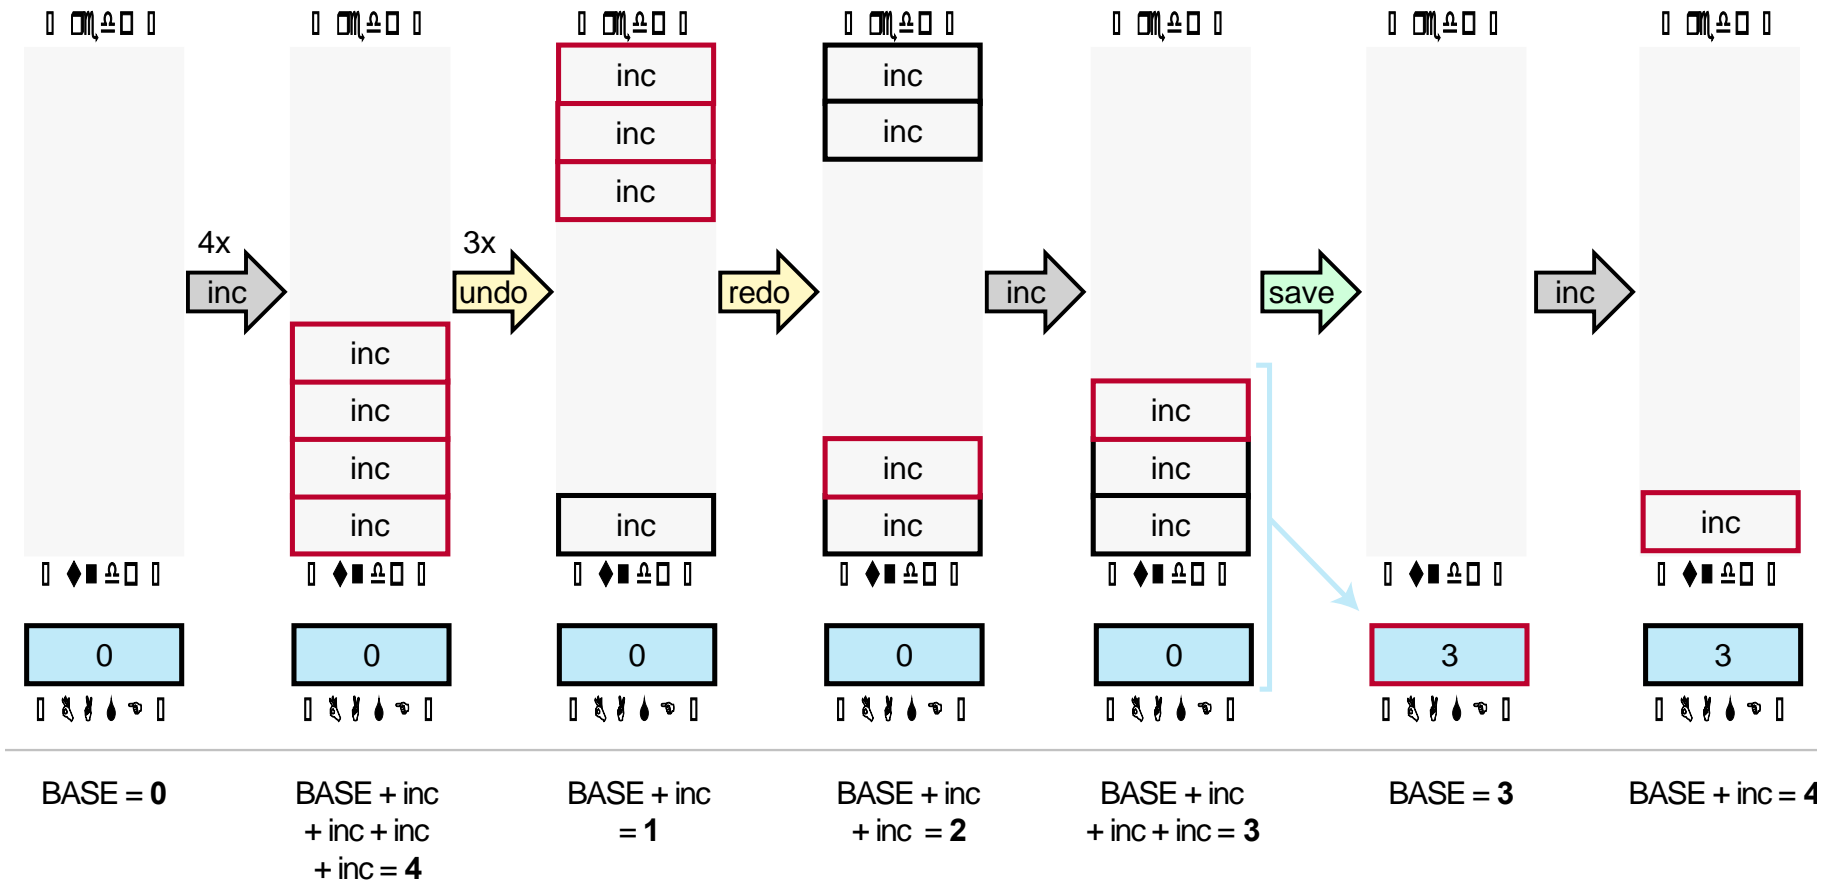 inc
inc
inc
inc
inc
4x
inc
3x
undo
redo
inc
save
inc
inc
inc
inc
inc
inc
inc
inc
inc
inc
inc
inc
inc
0
0
0
0
0
3
3
BASE = 0
BASE + inc
+ inc + inc
+ inc = 4
BASE + inc
= 1
BASE + inc
+ inc = 2
BASE + inc
+ inc + inc = 3
BASE = 3
BASE + inc = 4